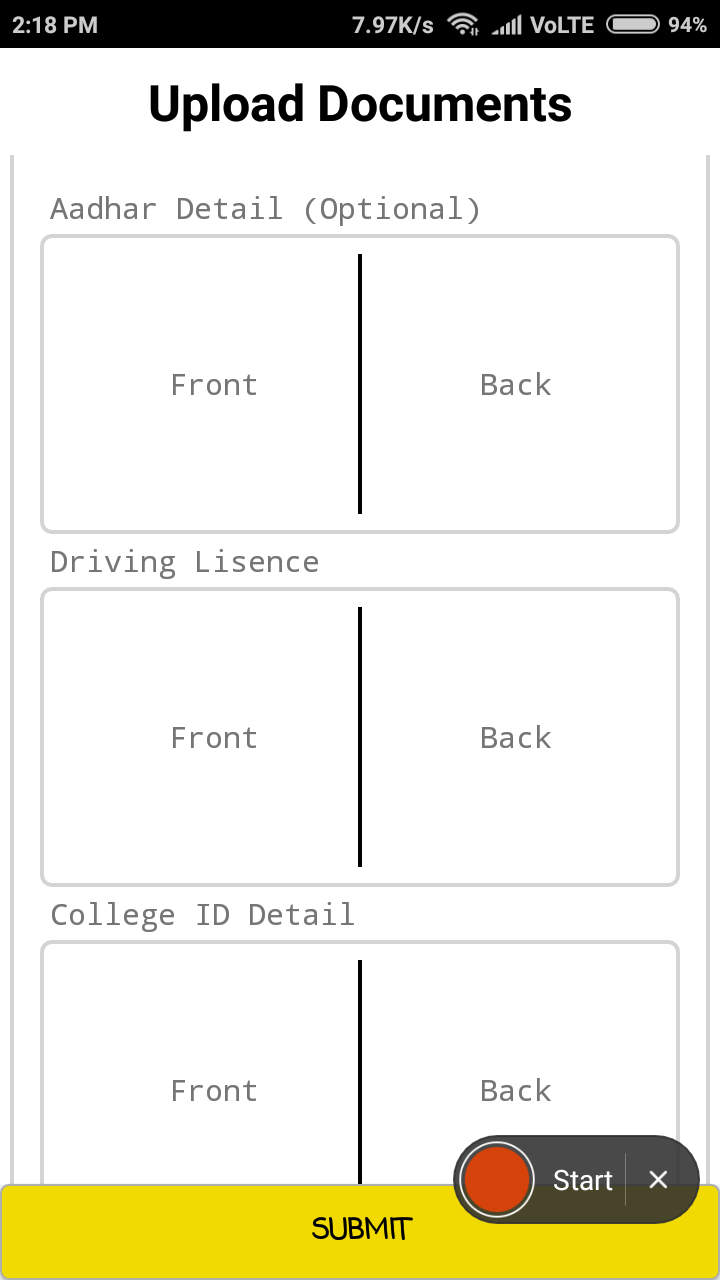 2:18 PM 7.97K/s VoLTE 94%
Upload Documents
Aadhar Detail (Optional)
Front Back
Driving Lisence
Front Back
College ID Detail
Front Back
Start
SUBMIT